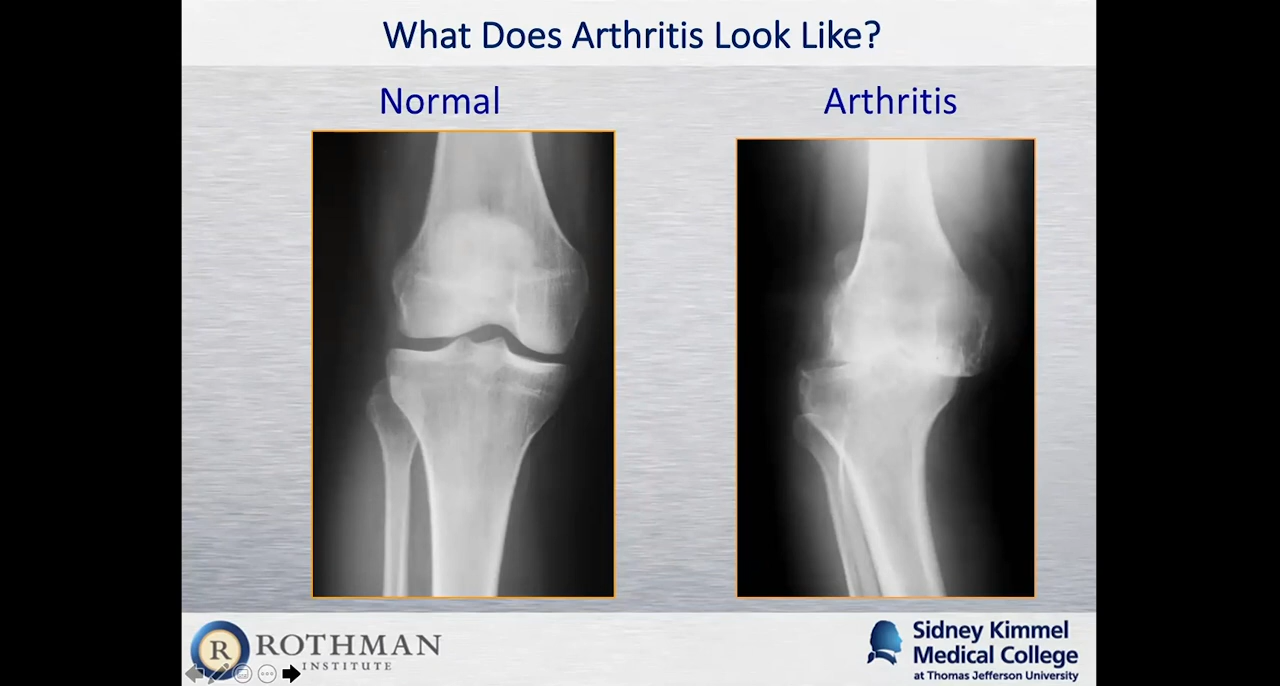 What Does Arthritis Look Like?
Normal
Arthritis
R
ROTHMAN
INSTITUTE
Sidney Kimmel
Medical College
at Thomas Jefferson University